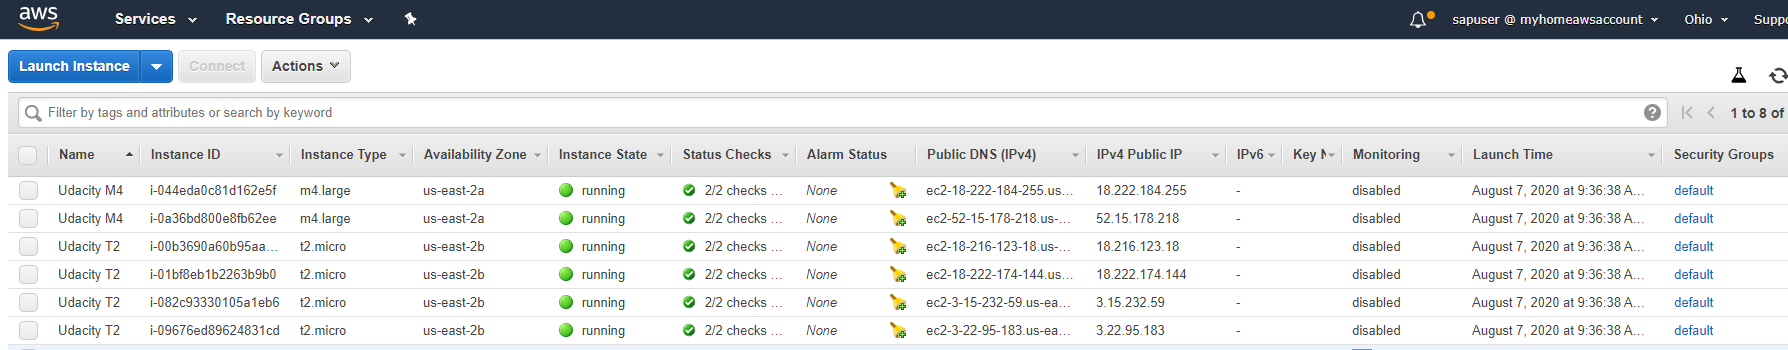 aws Services Resource Groups sapuser @ myhomeawsaccount Ohio Suppo
Launch Instance Connect Actions
Filter by tags and attributes or search by keyword ? 1 to 8 of
Name Instance ID Instance Type Availability Zone Instance State Status Checks Alarm Status Public DNS (IPv4) IPv4 Public IP IPv6 Key N Monitoring Launch Time Security Groups
Udacity M4 i-044eda0c81d162e5f m4.large us-east-2a running 2/2 checks ... None ec2-18-222-184-255.us... 18.222.184.255 - disabled August 7, 2020 at 9:36:38 A... default
Udacity M4 i-0a36bd800e8fb62ee m4.large us-east-2a running 2/2 checks ... None ec2-52-15-178-218.us-... 52.15.178.218 - disabled August 7, 2020 at 9:36:38 A... default
Udacity T2 i-00b3690a60b95aa... t2.micro us-east-2b running 2/2 checks ... None ec2-18-216-123-18.us-... 18.216.123.18 - disabled August 7, 2020 at 9:36:38 A... default
Udacity T2 i-01bf8eb1b2263b9b0 t2.micro us-east-2b running 2/2 checks ... None ec2-18-222-174-144.us... 18.222.174.144 - disabled August 7, 2020 at 9:36:38 A... default
Udacity T2 i-082c93330105a1eb6 t2.micro us-east-2b running 2/2 checks ... None ec2-3-15-232-59.us-ea... 3.15.232.59 - disabled August 7, 2020 at 9:36:38 A... default
Udacity T2 i-09676ed89624831cd t2.micro us-east-2b running 2/2 checks ... None ec2-3-22-95-183.us-ea... 3.22.95.183 - disabled August 7, 2020 at 9:36:38 A... default